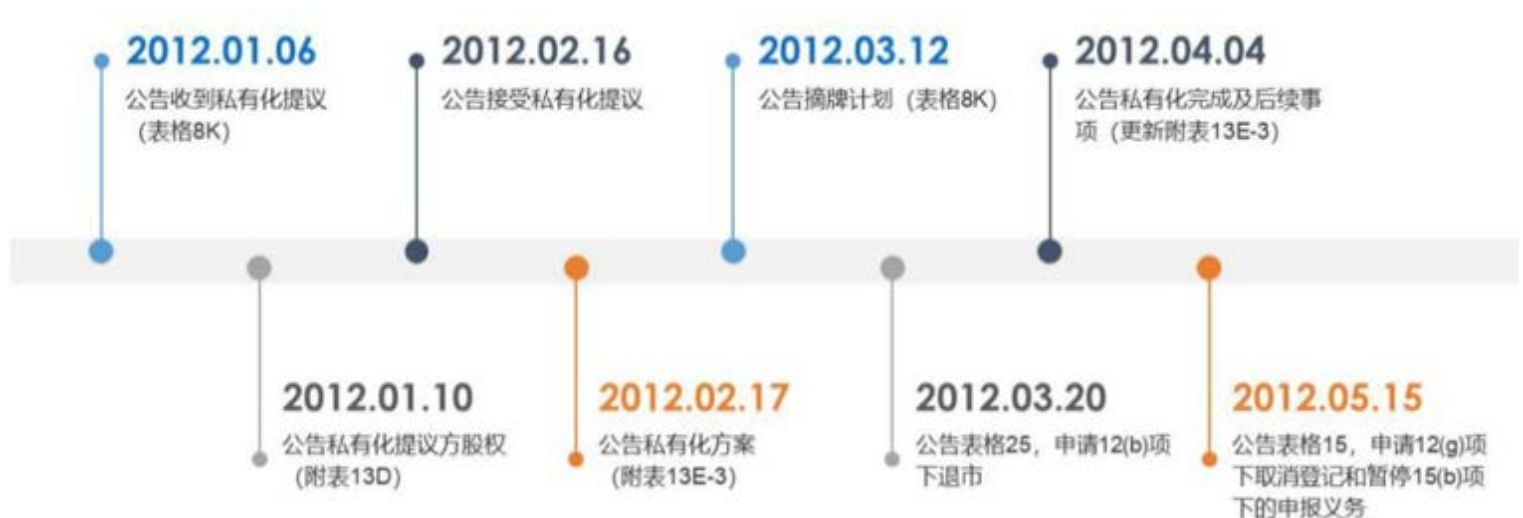 2012.01.06
公告收到私有化提议
(表格8K)
2012.02.16
公告接受私有化提议
2012.03.12
公告摘牌计划 (表格8K)
2012.04.04
公告私有化完成及后续事
项 (更新附表13E-3)
2012.01.10
公告私有化提议方股权
(附表13D)
2012.02.17
公告私有化方案
(附表13E-3)
2012.03.20
公告表格25，申请12(b)项
下退市
2012.05.15
公告表格15，申请12(g)项
下取消登记和暂停15(b)项
下的申报义务